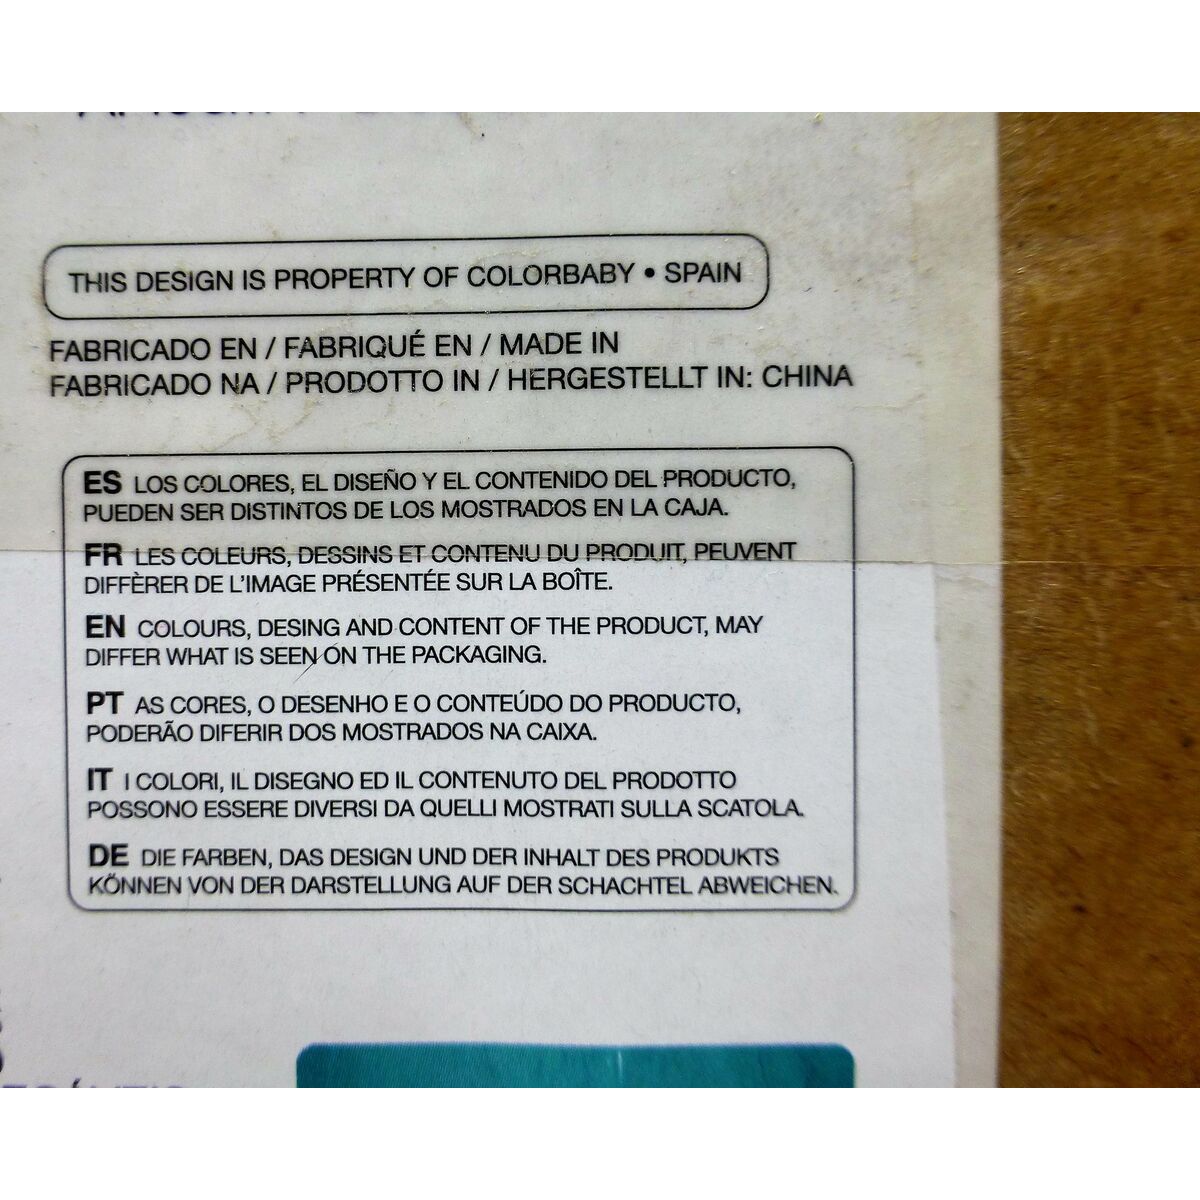 THIS DESIGN IS PROPERTY OF COLORBABY • SPAIN
FABRICADO EN / FABRIQUÉ EN / MADE IN
FABRICADO NA / PRODOTTO IN / HERGESTELLT IN: CHINA
ES LOS COLORES, EL DISEÑO Y EL CONTENIDO DEL PRODUCTO,
PUEDEN SER DISTINTOS DE LOS MOSTRADOS EN LA CAJA.
FR LES COLEURS, DESSINS ET CONTENU DU PRODUIT, PEUVENT
DIFFÈRER DE L'IMAGE PRÉSENTÉE SUR LA BOÎTE.
EN COLOURS, DESING AND CONTENT OF THE PRODUCT, MAY
DIFFER WHAT IS SEEN ON THE PACKAGING.
PT AS CORES, O DESENHO E O CONTEÚDO DO PRODUCTO,
PODERÃO DIFERIR DOS MOSTRADOS NA CAIXA.
IT I COLORI, IL DISEGNO ED IL CONTENUTO DEL PRODOTTO
POSSONO ESSERE DIVERSI DA QUELLI MOSTRATI SULLA SCATOLA.
DE DIE FARBEN, DAS DESIGN UND DER INHALT DES PRODUKTS
KÖNNEN VON DER DARSTELLUNG AUF DER SCHACHTEL ABWEICHEN.